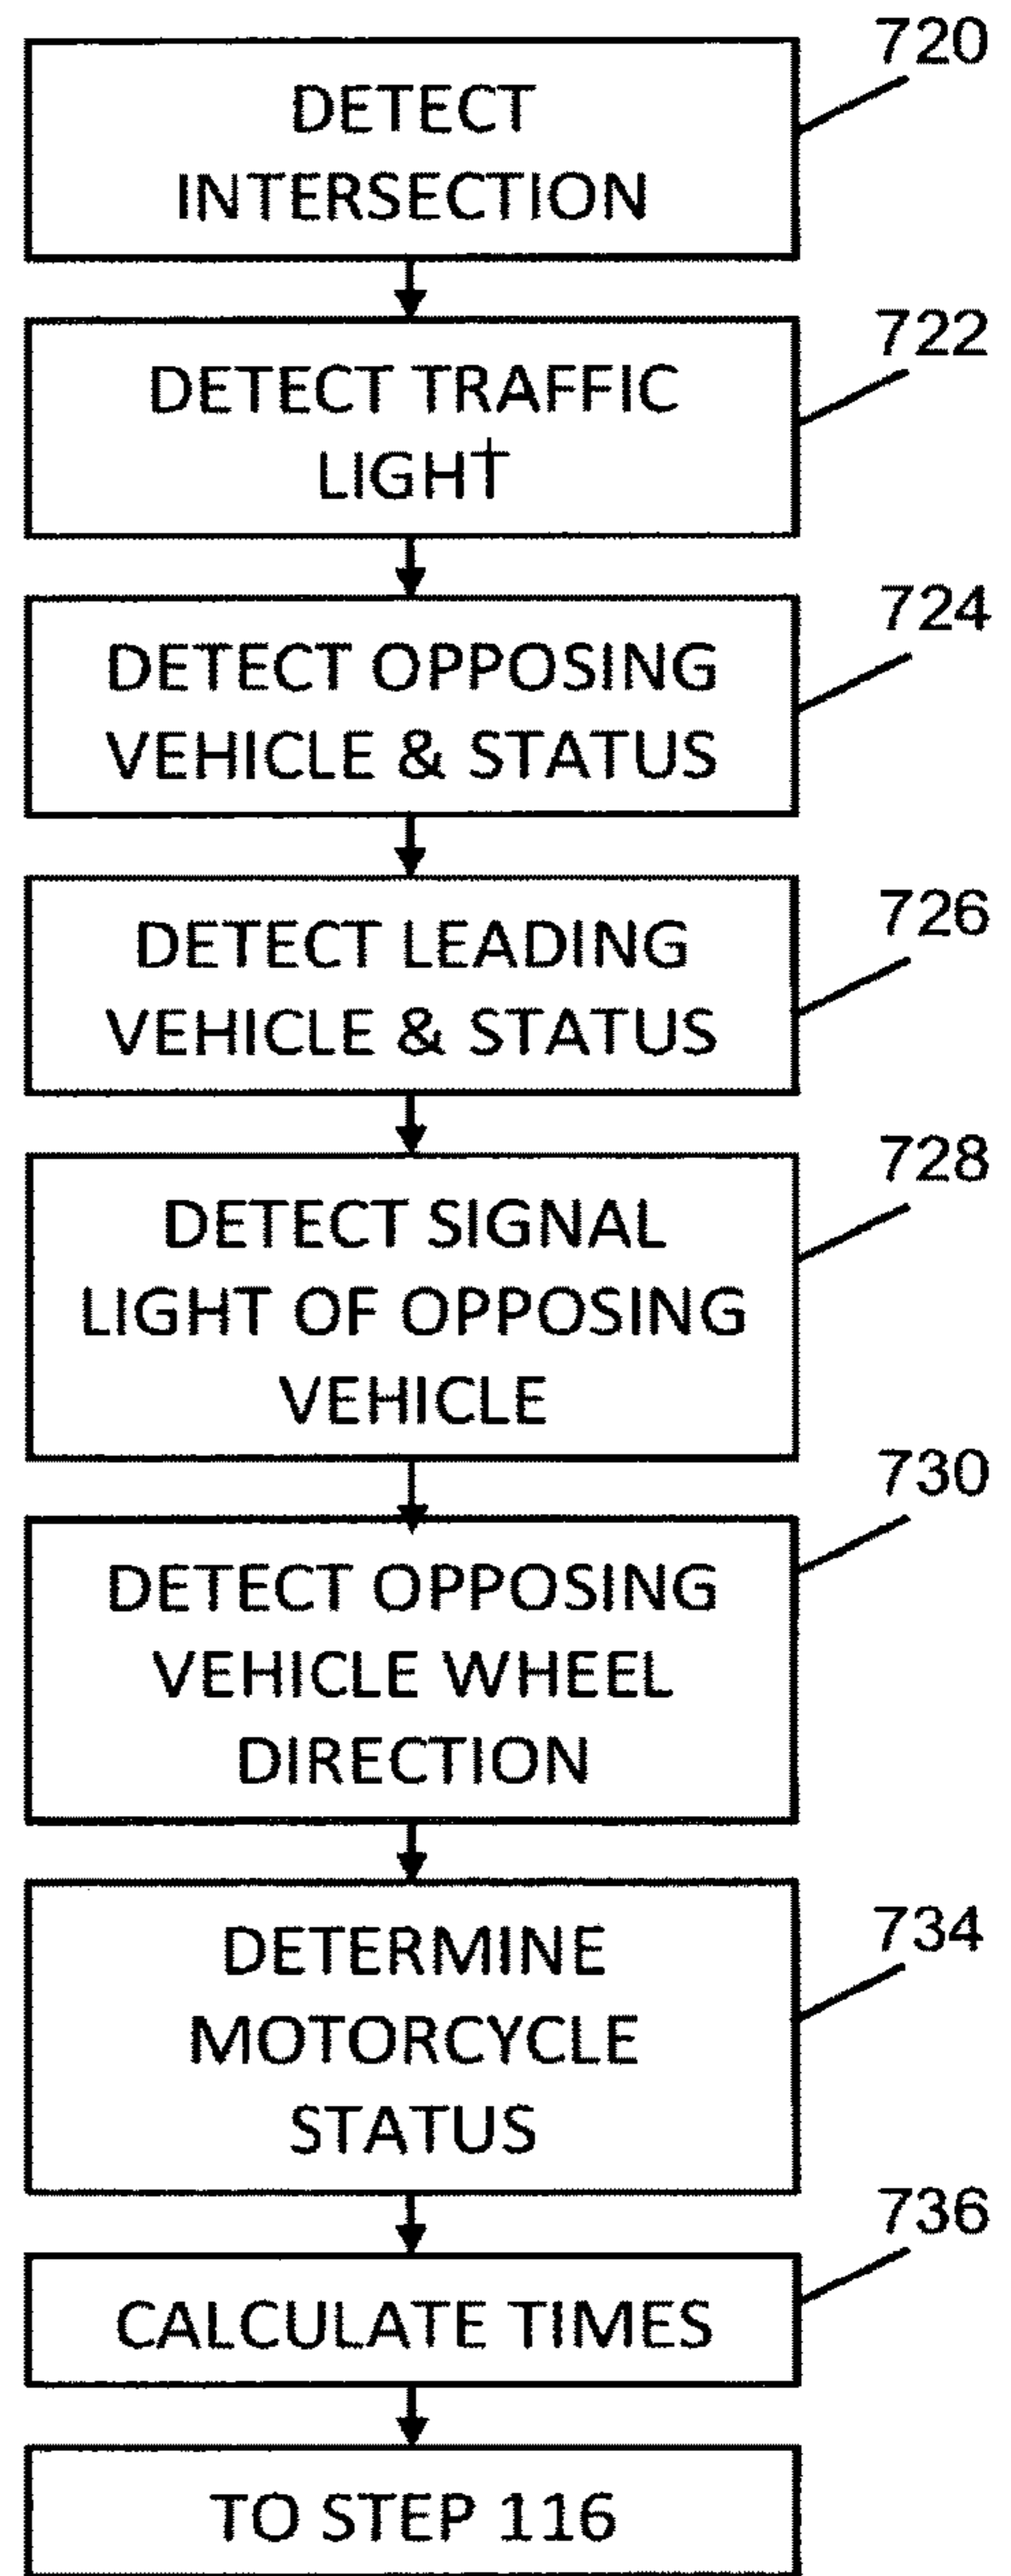 720
DETECT
INTERSECTION
722
DETECT TRAFFIC
LIGHT
724
DETECT OPPOSING
VEHICLE & STATUS
726
DETECT LEADING
VEHICLE & STATUS
728
DETECT SIGNAL
LIGHT OF OPPOSING
VEHICLE
730
DETECT OPPOSING
VEHICLE WHEEL
DIRECTION
734
DETERMINE
MOTORCYCLE
STATUS
736
CALCULATE TIMES
TO STEP 116